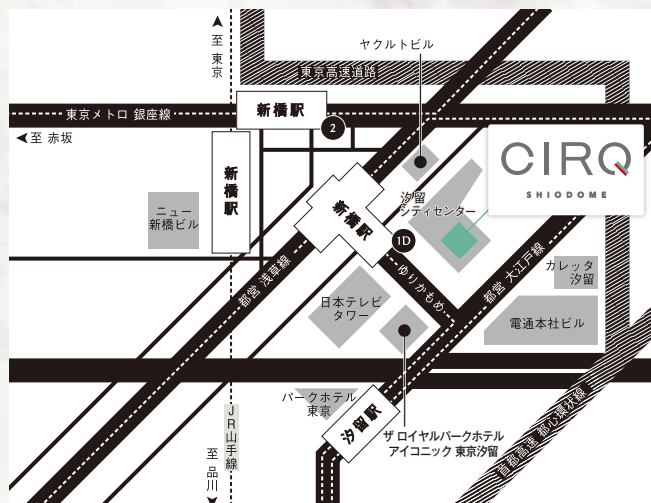 至 東京
ヤクルトビル
東京高速道路
東京メトロ 銀座線
新橋駅
2
至 赤坂
新橋駅
CIRQ
SHIODOME
汐留
シティセンター
ニュー
新橋ビル
新橋駅
1D
都営 浅草線
ゆりかもめ
都営 大江戸線
カレッタ
汐留
日本テレビ
タワー
電通本社ビル
パークホテル
東京
汐留駅
JR山手線
至 品川
ザ ロイヤルパークホテル
アイコニック 東京汐留
首都高速 都心環状線